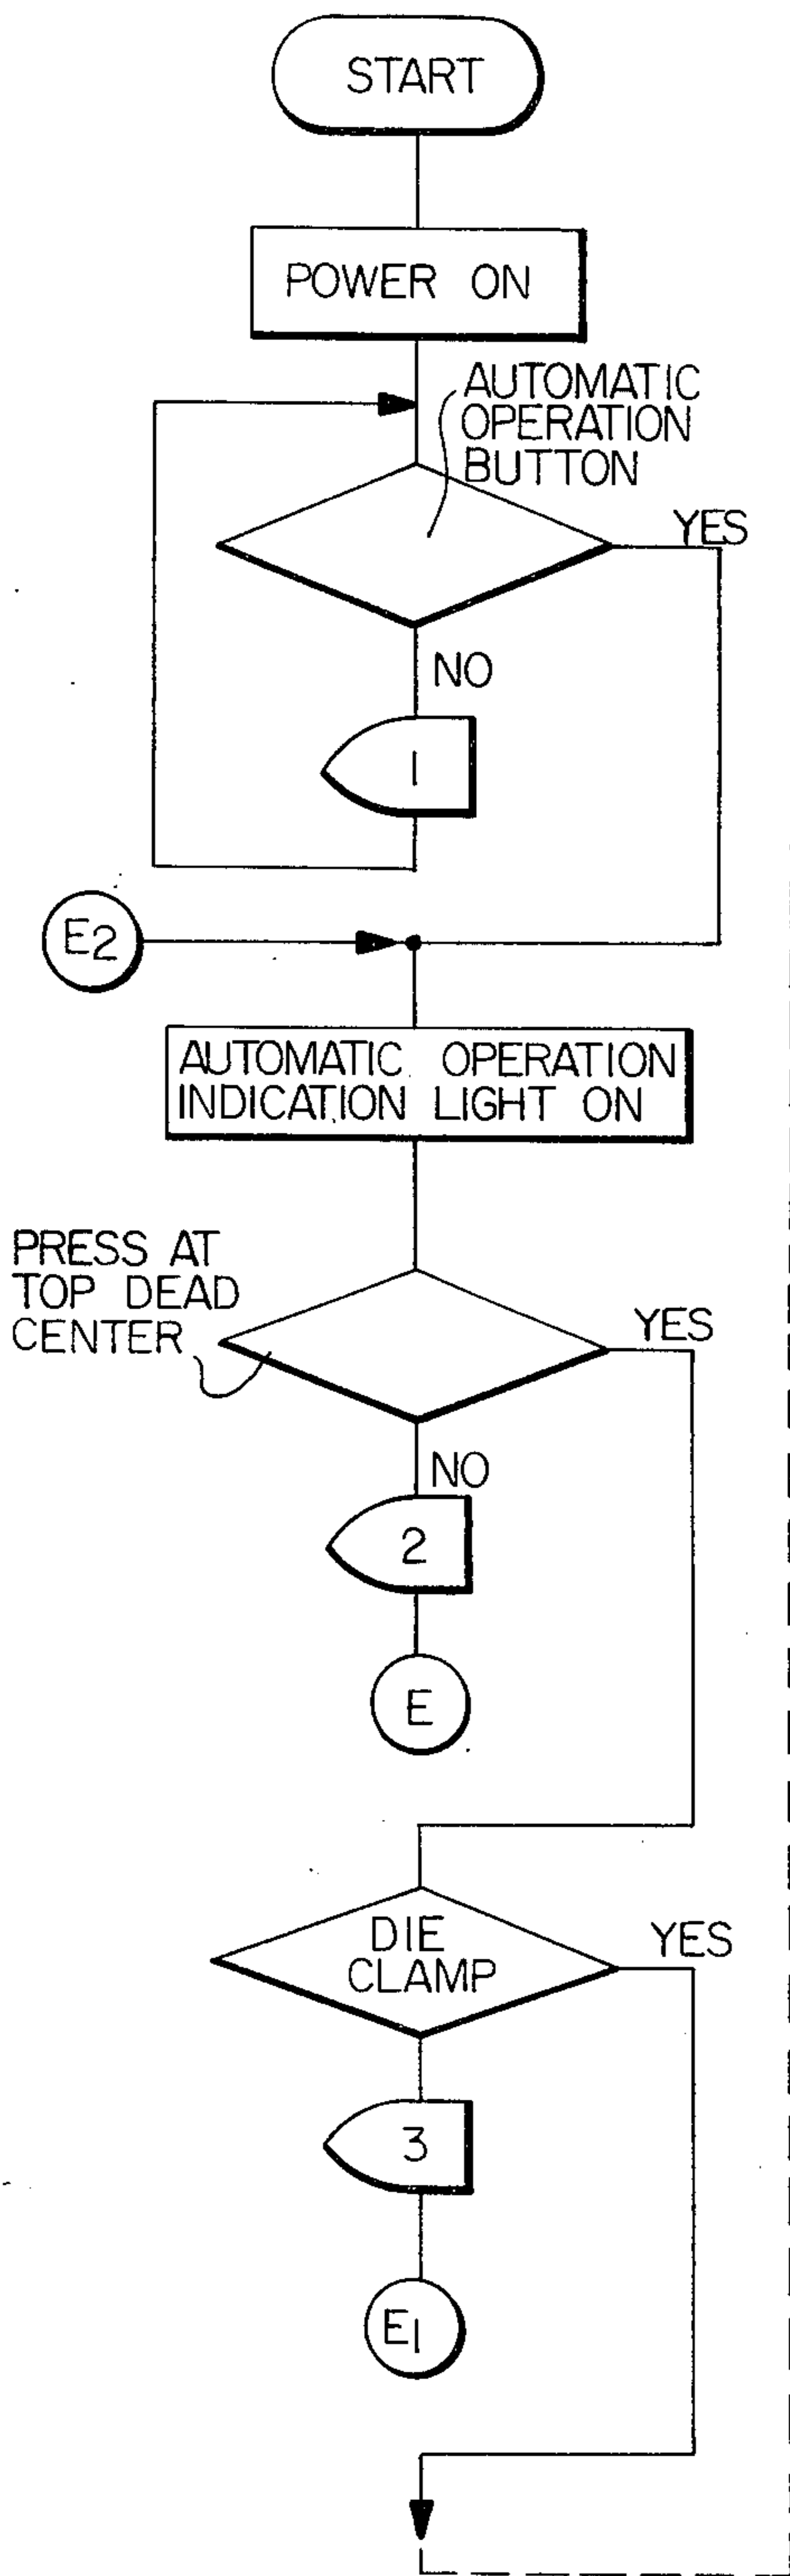 START
POWER ON
AUTOMATIC
OPERATION
BUTTON
YES
NO
1
E2
AUTOMATIC OPERATION
INDICATION LIGHT ON
PRESS AT
TOP DEAD
CENTER
YES
NO
2
E
DIE
CLAMP
YES
3
E1